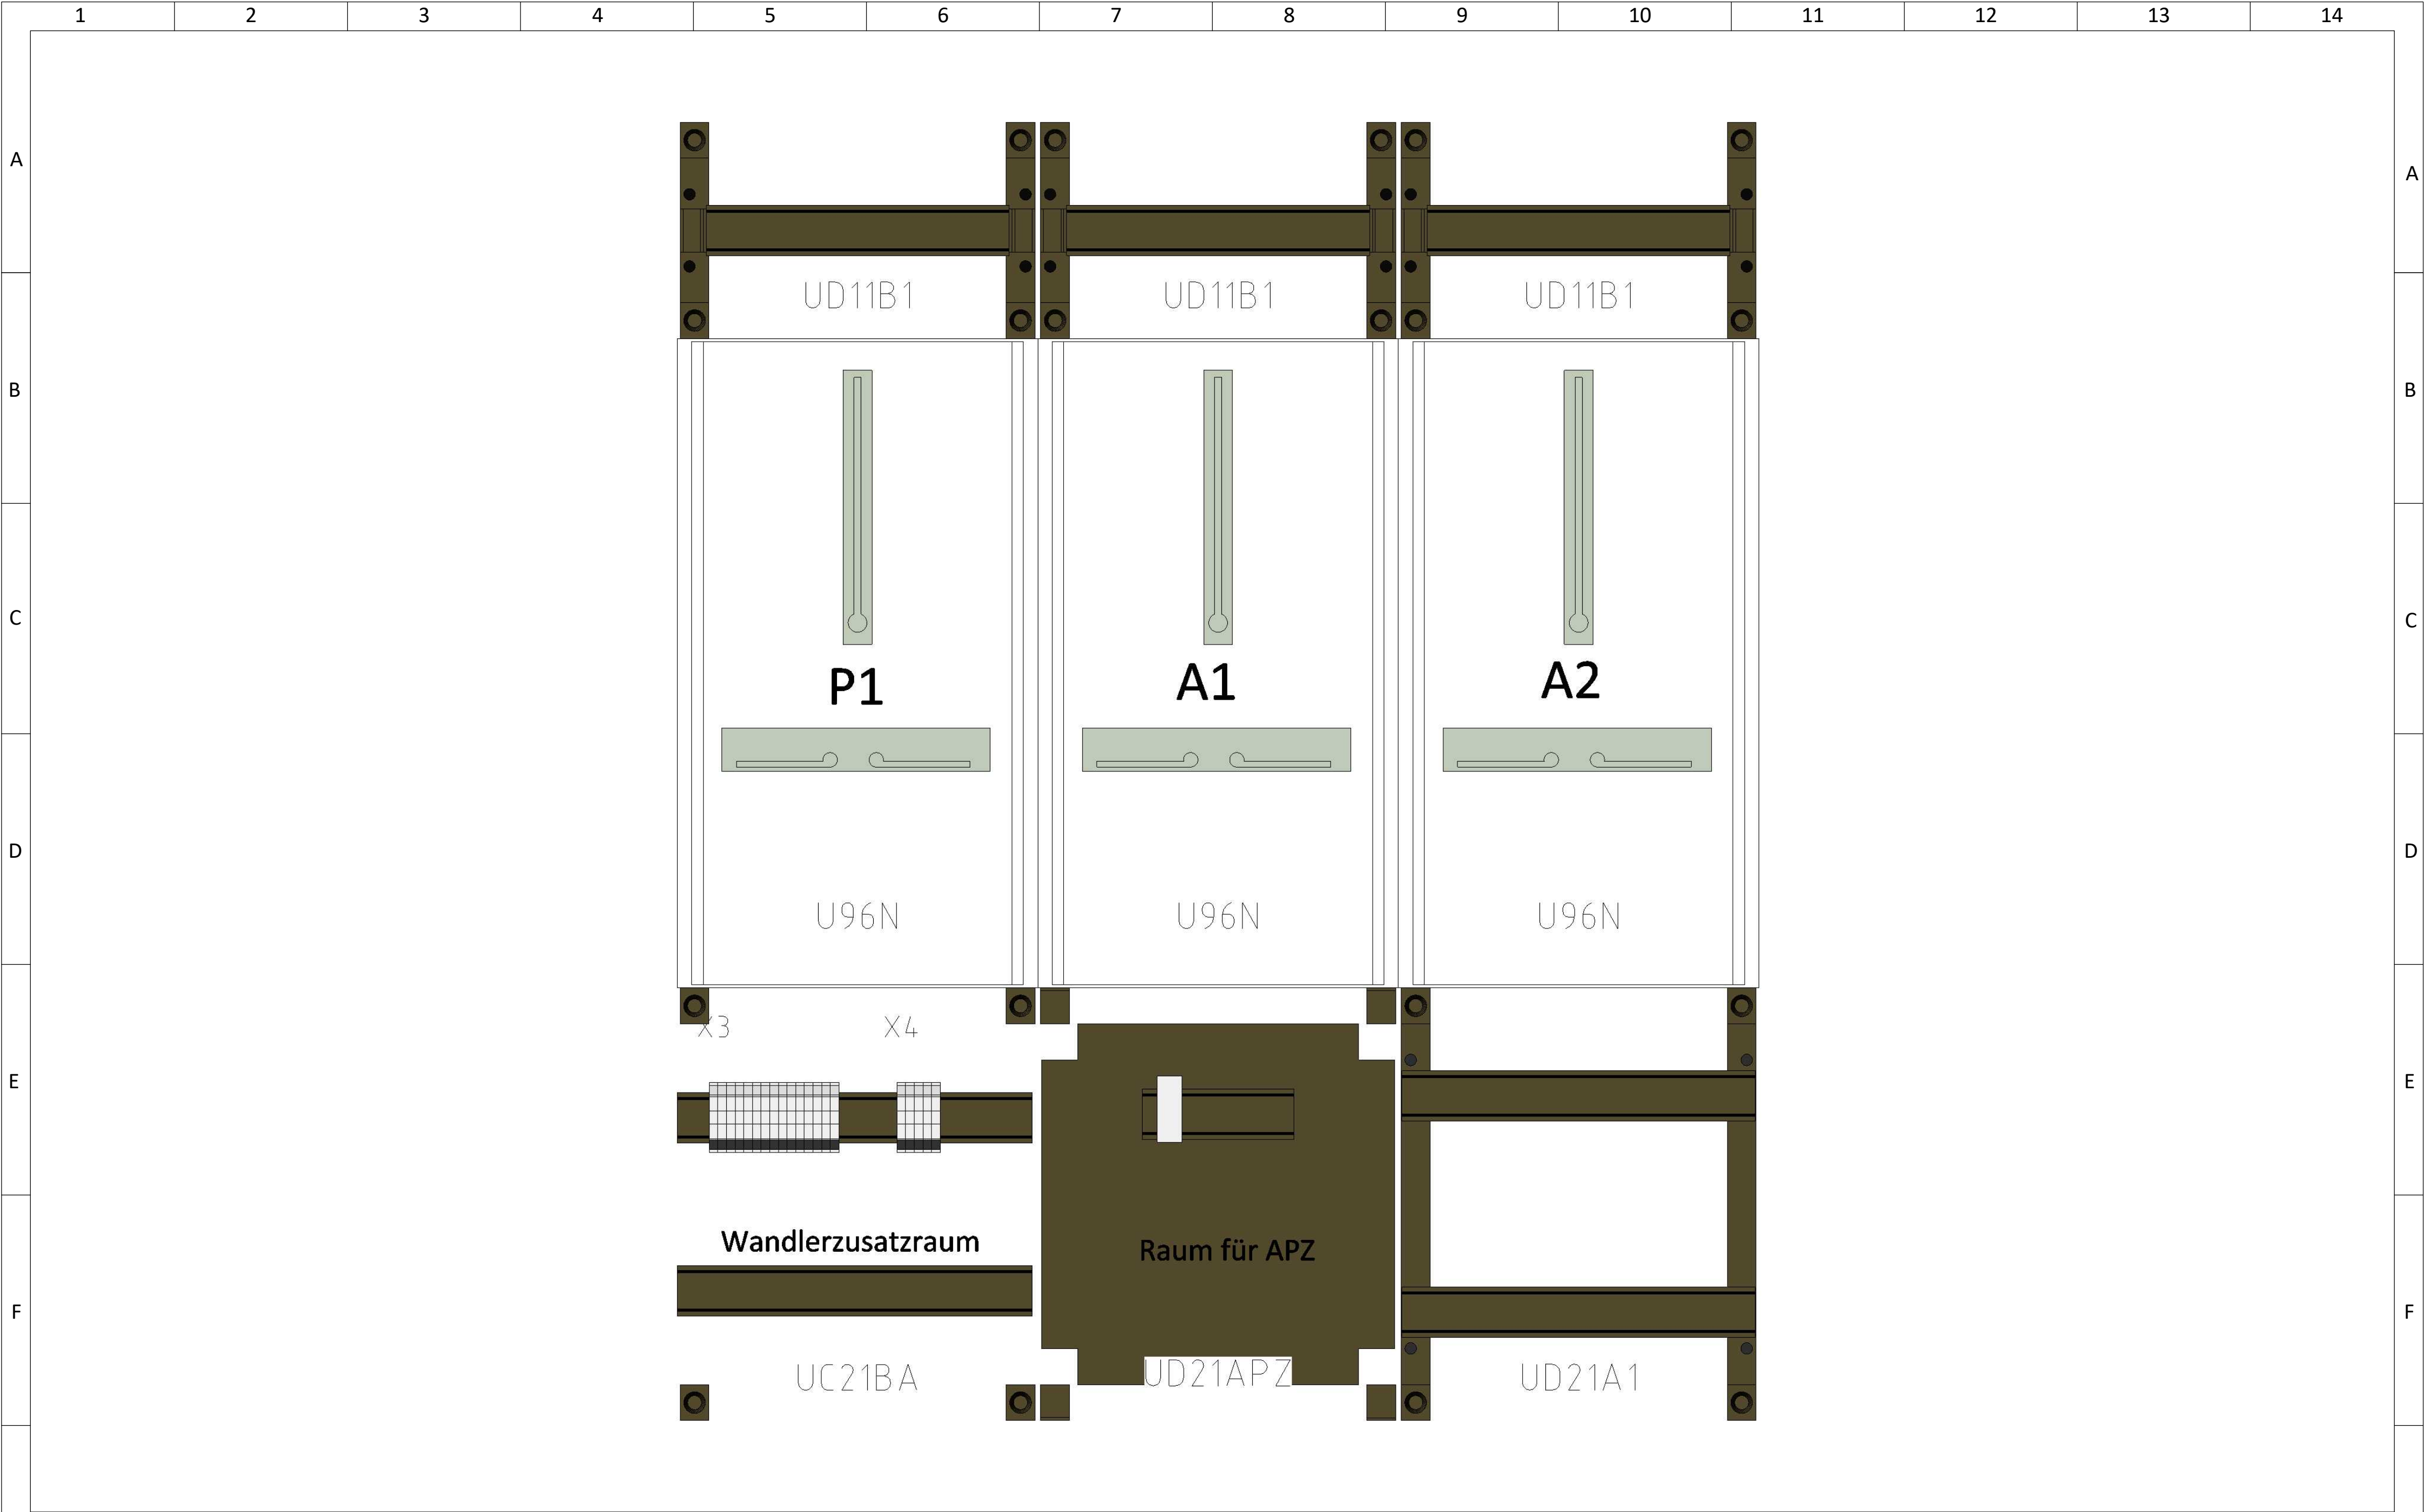 1 2 3 4 5 6 7 8 9 10 11 12 13 14
A A
UD11B1 UD11B1 UD11B1
B B
C C
P1 A1 A2
D D
U96N U96N U96N
X3 X4
E E
Wandlerzusatzraum Raum für APZ
F F
UC21BA UD21APZ UD21A1